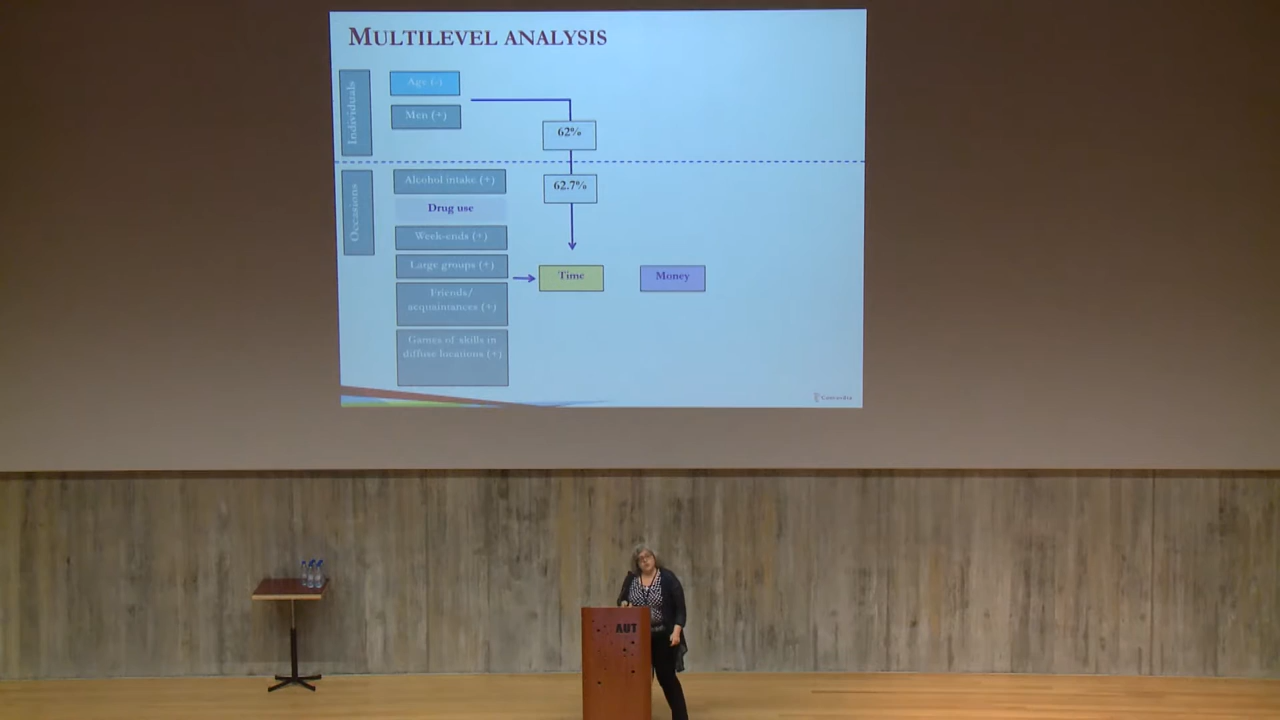 MULTILEVEL ANALYSIS
Individuals
Age (-)
Men (+)
62%
Occasions
Alcohol intake (+)
62.7%
Drug use
Week-ends (+)
Large groups (+)
Time
Money
Friends/
acquaintances (+)
Games of skills in
diffuse locations (+)
Concordia
AUT